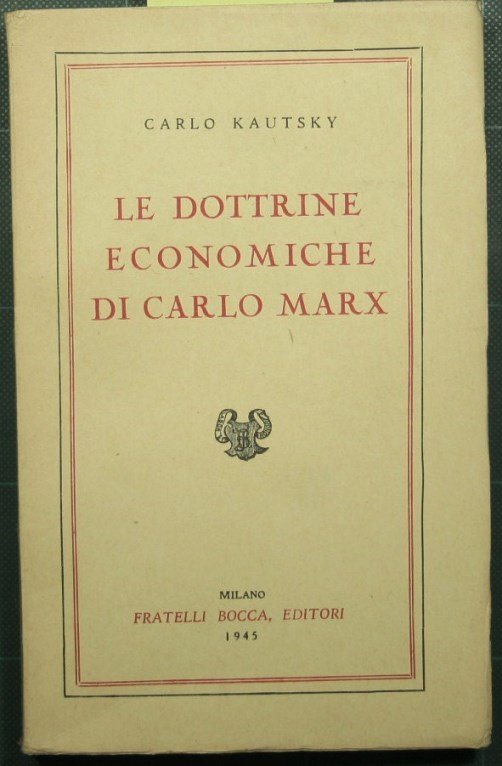 CARLO KAUTSKY
LE DOTTRINE
ECONOMICHE
DI CARLO MARX
MILANO
FRATELLI BOCCA, EDITORI
1945